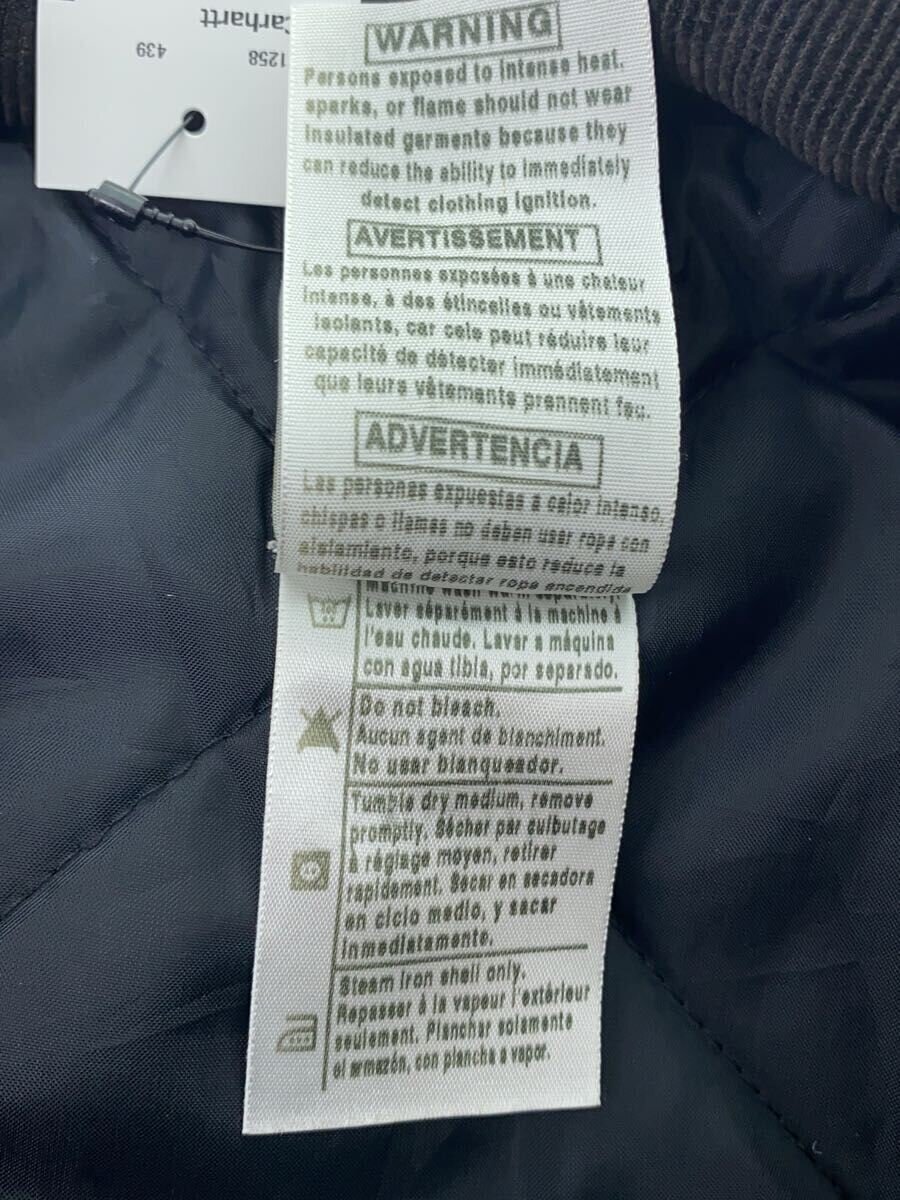 Carhartt
1258
439
WARNING
Persons exposed to intense heat,
sparks, or flame should not wear
insulated garments because they
can reduce the ability to immediately
detect clothing ignition.
AVERTISSEMENT
Les personnes exposées à une chaleur
intense, à des étincelles ou vêtements
isolants, car cele peut réduire leur
capacité de détecter immédiatement
que leurs vêtements prennent feu.
ADVERTENCIA
Las personas expuestas a calor intenso,
chispas o llamas no deben usar ropa con
aislamiento, porque esto reduce la
habilidad de detectar ropa encendida
machine wash warm separately.
Laver séparément à la machine à
l'eau chaude. Lavar a máquina
con agua tibia, por separado.
Do not bleach.
Aucun agent de blanchiment.
No usar blanqueador.
Tumble dry medium, remove
promptly. Sécher par culbutage
à réglage moyen, retirer
rapidement. Secar en secadora
en ciclo medio, y sacar
inmediatamente.
Steam iron shell only.
Repasser à la vapeur l'extérieur
seulement. Planchar solamente
el armazón, con plancha a vapor.